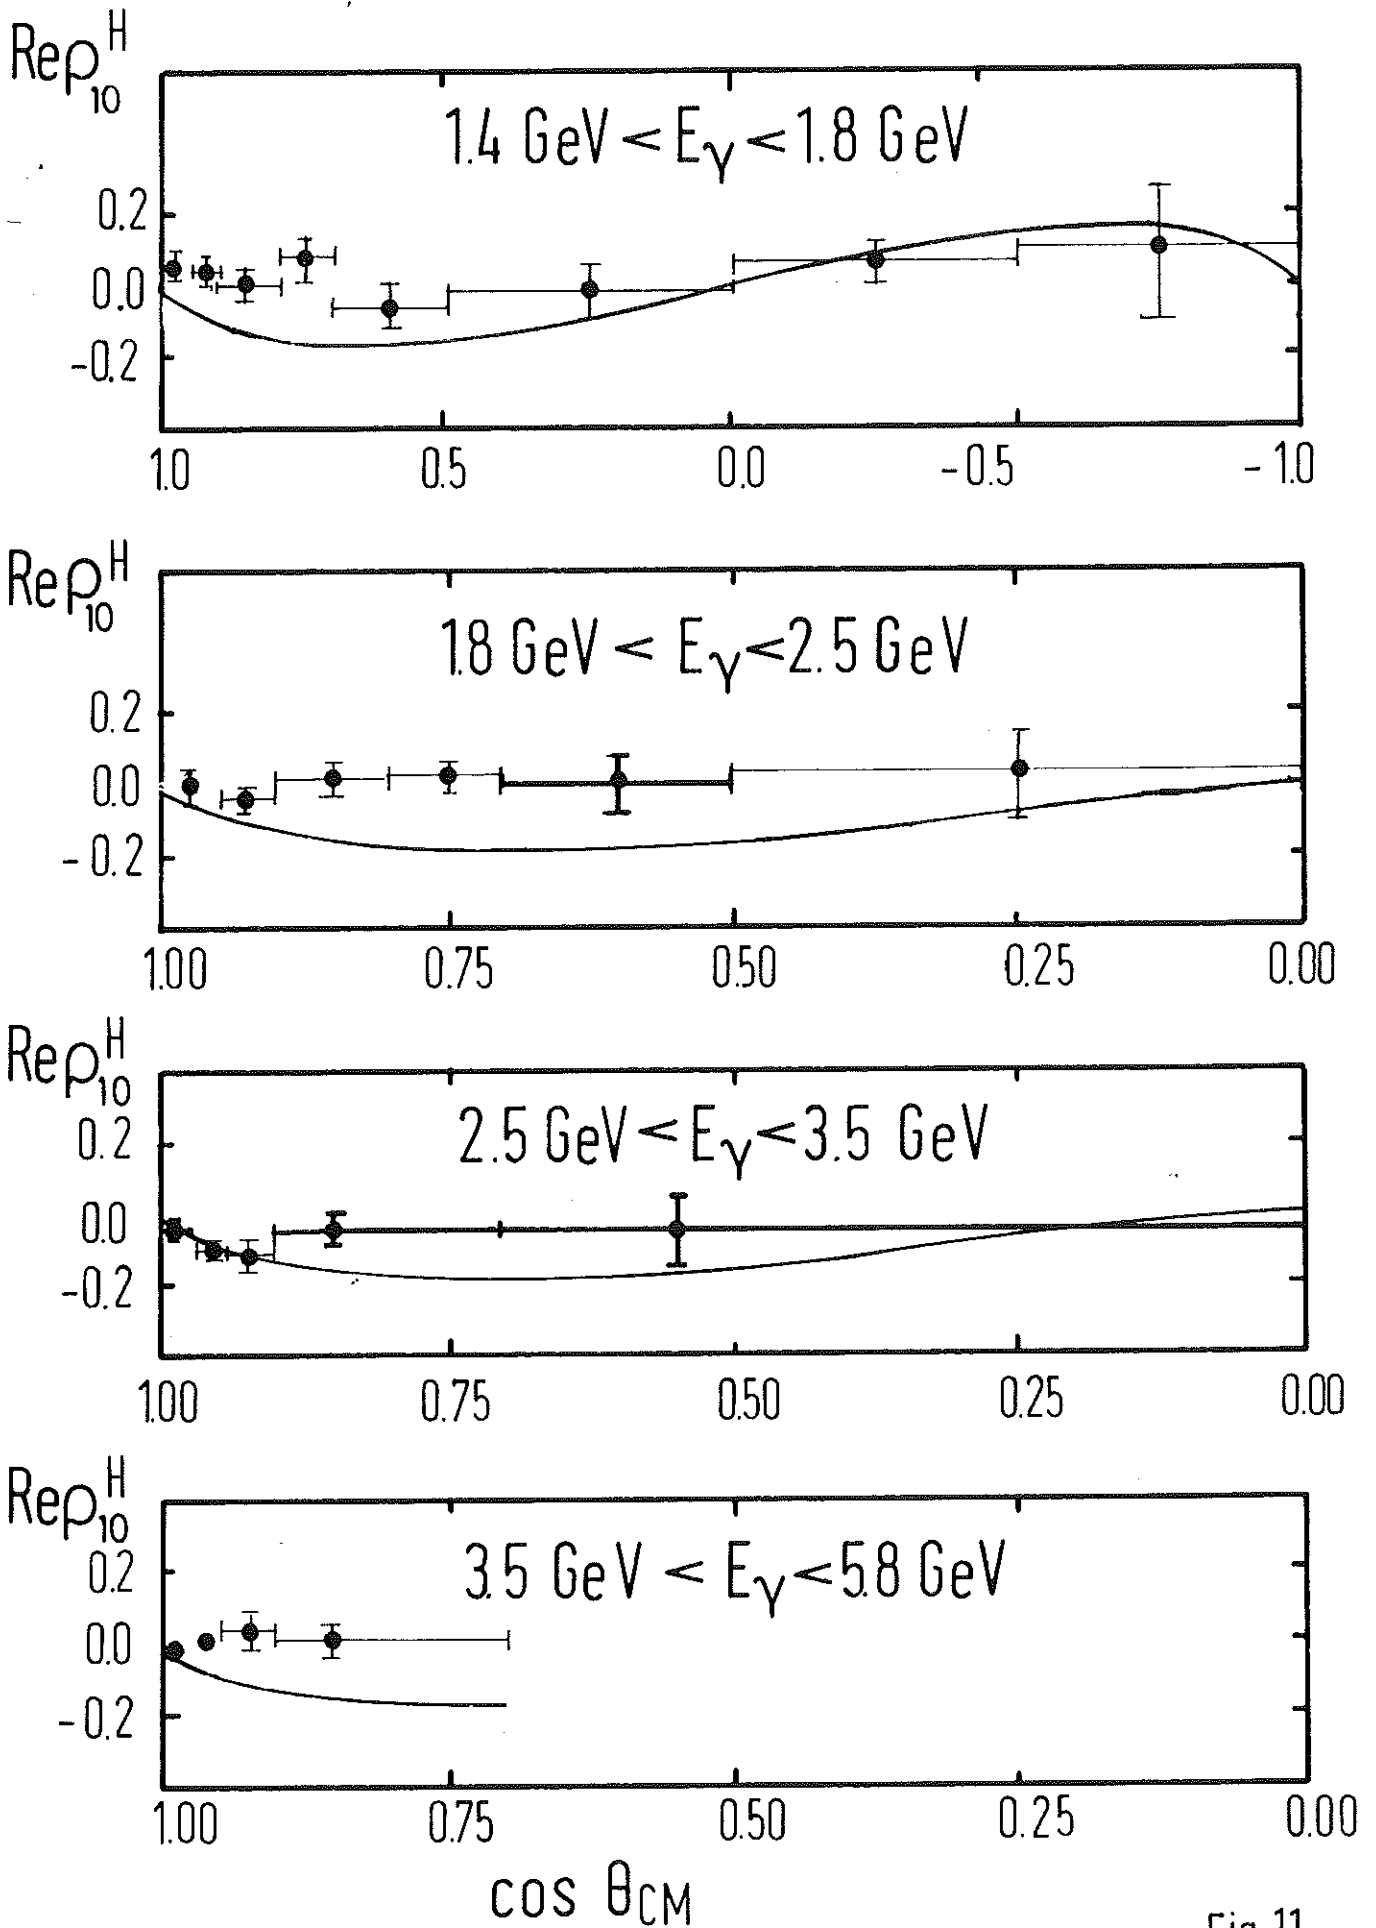 Reρ₁₀ᴴ
1.4 GeV < Eγ < 1.8 GeV
0.2
0.0
-0.2
1.0 0.5 0.0 -0.5 -1.0
Reρ₁₀ᴴ
1.8 GeV < Eγ < 2.5 GeV
0.2
0.0
-0.2
1.00 0.75 0.50 0.25 0.00
Reρ₁₀ᴴ
2.5 GeV < Eγ < 3.5 GeV
0.2
0.0
-0.2
1.00 0.75 0.50 0.25 0.00
Reρ₁₀ᴴ
3.5 GeV < Eγ < 5.8 GeV
0.2
0.0
-0.2
1.00 0.75 0.50 0.25 0.00
cos θCM
Fig. 11